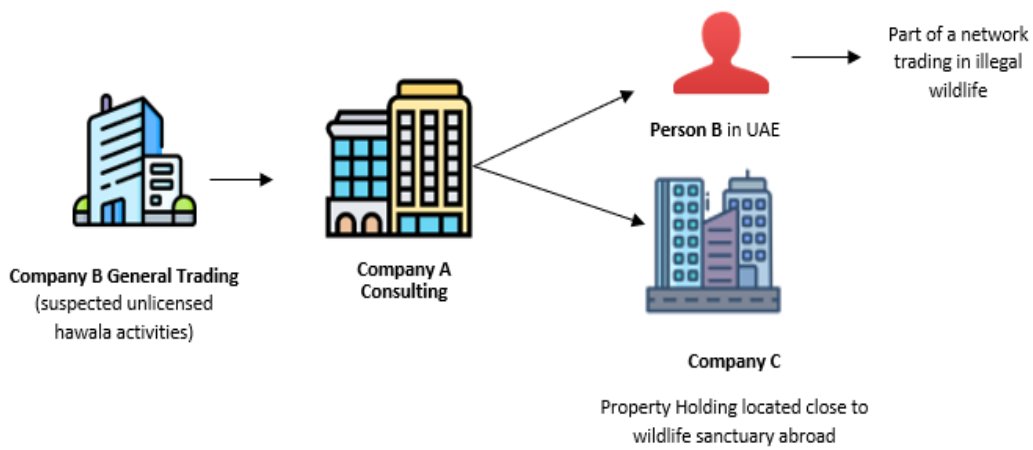 Company B General Trading
(suspected unlicensed
hawala activities)
Company A
Consulting
Person B in UAE
Part of a network
trading in illegal
wildlife
Company C
Property Holding located close to
wildlife sanctuary abroad